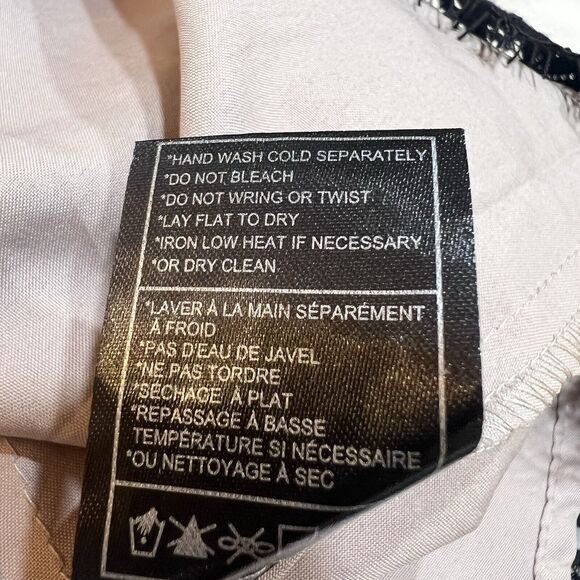 *HAND WASH COLD SEPARATELY
*DO NOT BLEACH
*DO NOT WRING OR TWIST
*LAY FLAT TO DRY
*IRON LOW HEAT IF NECESSARY
*OR DRY CLEAN
*LAVER À LA MAIN SÉPARÉMENT
À FROID
*PAS D'EAU DE JAVEL
*NE PAS TORDRE
*SÉCHAGE À PLAT
*REPASSAGE À BASSE
TEMPÉRATURE SI NÉCESSAIRE
*OU NETTOYAGE À SEC